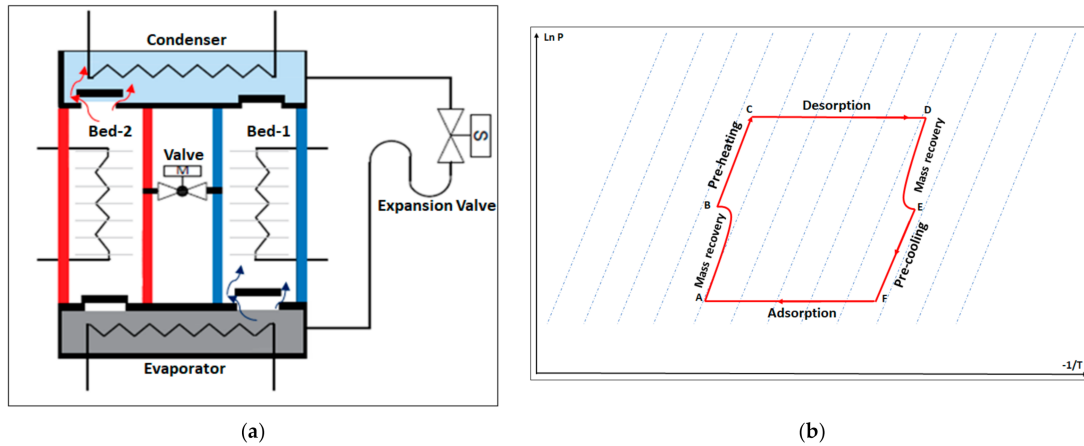 Condenser
Bed-2
Bed-1
Valve
M
S
Expansion Valve
Evaporator
(a)
Ln P
C
Desorption
D
Pre-heating
Mass recovery
B
E
Mass recovery
Pre-cooling
A
F
Adsorption
-1/T
(b)